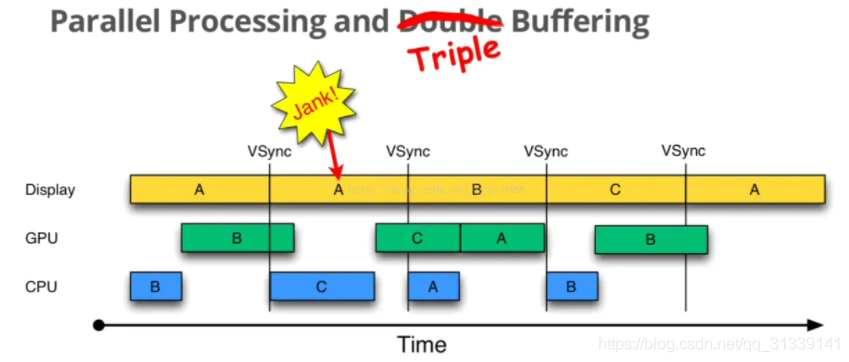 Parallel Processing and Double Buffering
Triple
Jank!
VSync VSync VSync VSync
Display A A B C A
GPU B C A B
CPU B C A B
Time
https://blog.csdn.net/qq_31339141